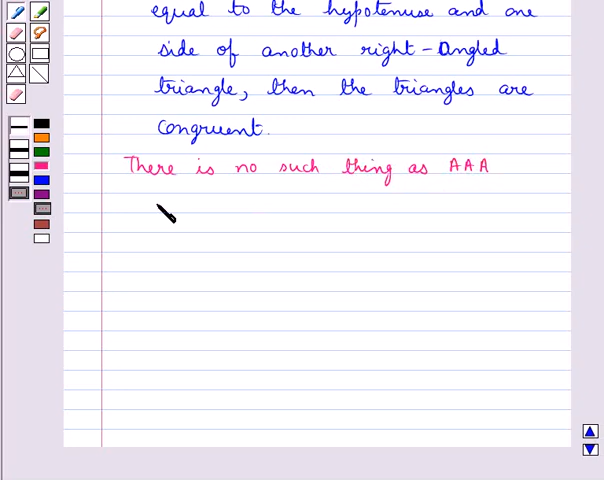 equal to the hypotenuse and one
side of another right-Angled
triangle, then the triangles are
congruent.
There is no such thing as AAA